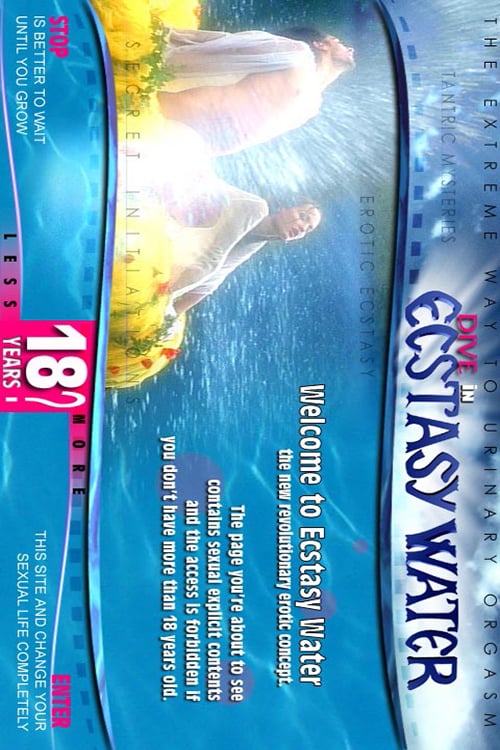 THE EXTREME WAY TO URINARY ORGASM
TANTRIC MYSTERIES
DIVE IN
ECSTASY WATER
EROTIC ECSTASY
Welcome to Ecstasy Water
the new revolutionary erotic concept.
The page you're about to see
contains sexual explicit contents
and the access is forbidden if
you don't have more than 18 years old.
SECRET INITIATIONS
STOP
IS BETTER TO WAIT
UNTIL YOU GROW
LESS
18?
YEARS
MORE
ENTER
THIS SITE AND CHANGE YOUR
SEXUAL LIFE COMPLETELY